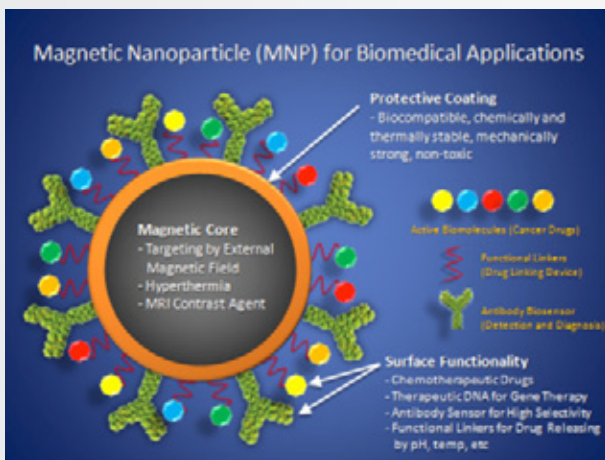 Magnetic Nanoparticle (MNP) for Biomedical Applications
Protective Coating
- Biocompatible, chemically and
thermally stable, mechanically
strong, non-toxic
Magnetic Core
- Targeting by External
Magnetic Field
- Hyperthermia
- MRI Contrast Agent
Active Biomolecules (Cancer Drugs)
Functional Linkers
(Drug Linking Device)
Antibody Biosensor
(Detection and Diagnosis)
Surface Functionality
- Chemotherapeutic Drugs
- Therapeutic DNA for Gene Therapy
- Antibody Sensor for High Selectivity
- Functional Linkers for Drug Releasing
by pH, temp, etc